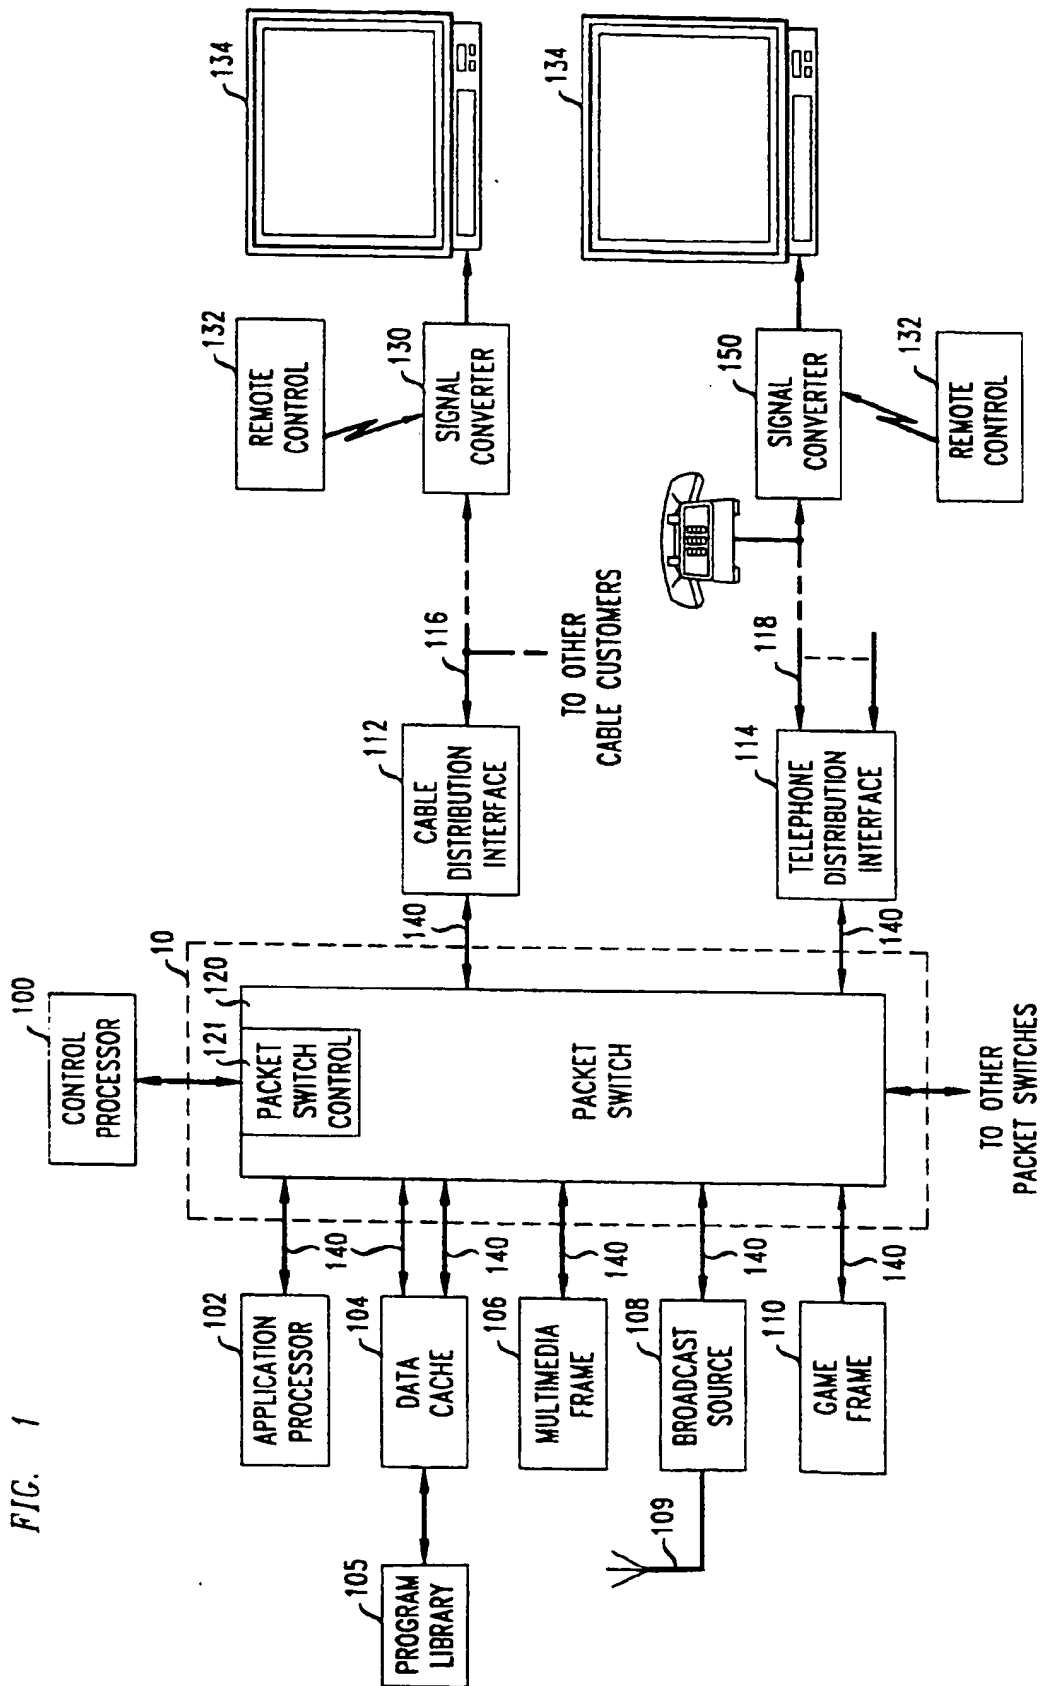 FIG. 1
100
CONTROL
PROCESSOR
10
120
121
PACKET
SWITCH
CONTROL
PACKET
SWITCH
102
APPLICATION
PROCESSOR
140
105
PROGRAM
LIBRARY
104
DATA
CACHE
140
106
MULTIMEDIA
FRAME
140
109
108
BROADCAST
SOURCE
140
110
GAME
FRAME
140
TO OTHER
PACKET SWITCHES
140
112
CABLE
DISTRIBUTION
INTERFACE
116
TO OTHER
CABLE CUSTOMERS
132
REMOTE
CONTROL
130
SIGNAL
CONVERTER
134
140
114
TELEPHONE
DISTRIBUTION
INTERFACE
118
150
SIGNAL
CONVERTER
132
REMOTE
CONTROL
134